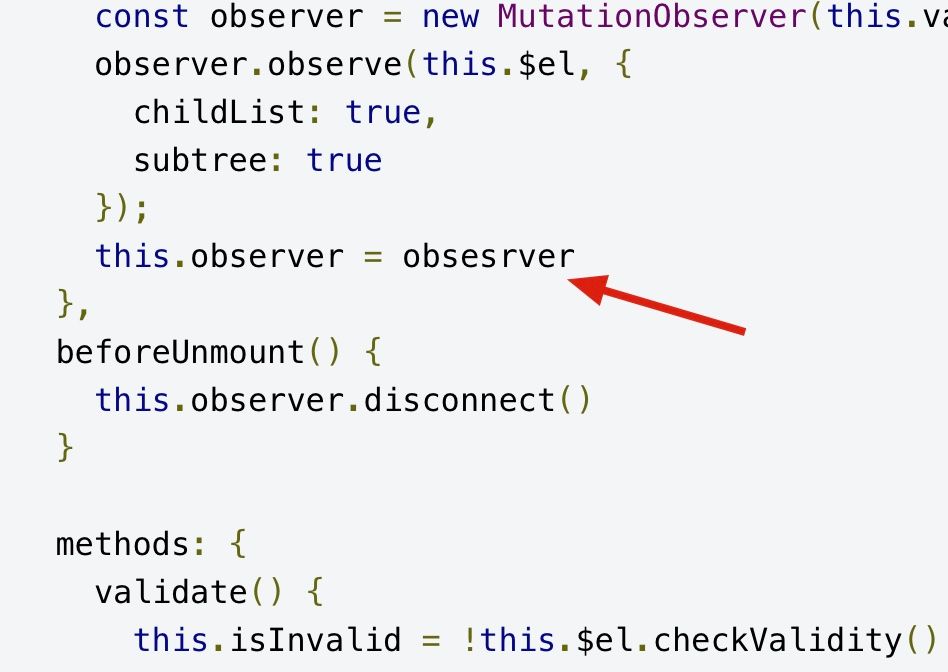 const observer = new MutationObserver(this.va
observer.observe(this.$el, {
childList: true,
subtree: true
});
this.observer = obsesrver
},
beforeUnmount() {
this.observer.disconnect()
}
methods: {
validate() {
this.isInvalid = !this.$el.checkValidity()